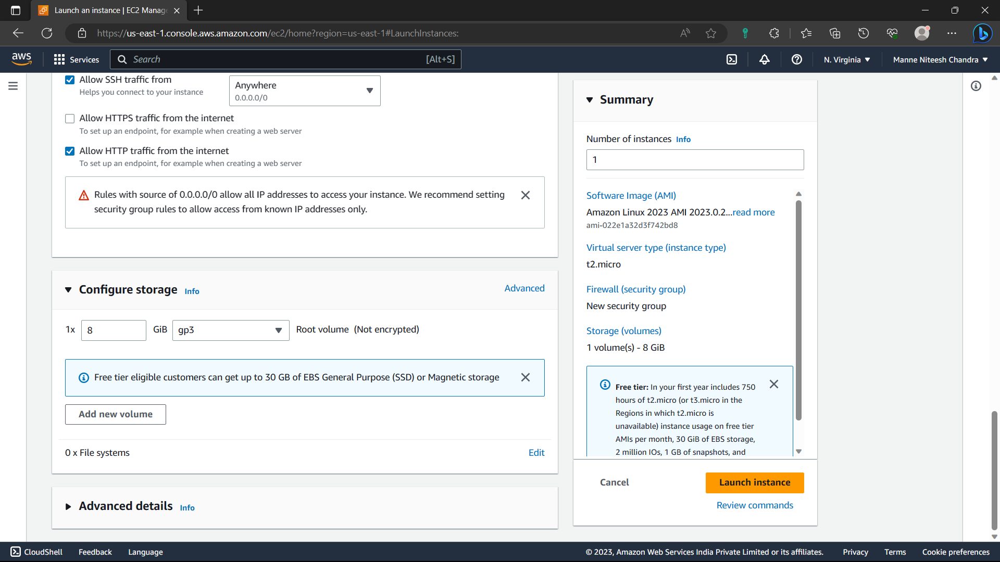 Launch an instance | EC2 Manage
https://us-east-1.console.aws.amazon.com/ec2/home?region=us-east-1#LaunchInstances:
aws
Services
Search
[Alt+S]
N. Virginia
Manne Niteesh Chandra
Allow SSH traffic from
Helps you connect to your instance
Anywhere
0.0.0.0/0
Allow HTTPS traffic from the internet
To set up an endpoint, for example when creating a web server
Allow HTTP traffic from the internet
To set up an endpoint, for example when creating a web server
Rules with source of 0.0.0.0/0 allow all IP addresses to access your instance. We recommend setting
security group rules to allow access from known IP addresses only.
Configure storage Info
Advanced
1x 8 GiB gp3 Root volume (Not encrypted)
Free tier eligible customers can get up to 30 GB of EBS General Purpose (SSD) or Magnetic storage
Add new volume
0 x File systems
Edit
Advanced details Info
Summary
Number of instances Info
1
Software Image (AMI)
Amazon Linux 2023 AMI 2023.0.2...read more
ami-022e1a32d3f742bd8
Virtual server type (instance type)
t2.micro
Firewall (security group)
New security group
Storage (volumes)
1 volume(s) - 8 GiB
Free tier: In your first year includes 750
hours of t2.micro (or t3.micro in the
Regions in which t2.micro is
unavailable) instance usage on free tier
AMIs per month, 30 GiB of EBS storage,
2 million IOs, 1 GB of snapshots, and
Cancel
Launch instance
Review commands
CloudShell
Feedback
Language
© 2023, Amazon Web Services India Private Limited or its affiliates.
Privacy
Terms
Cookie preferences